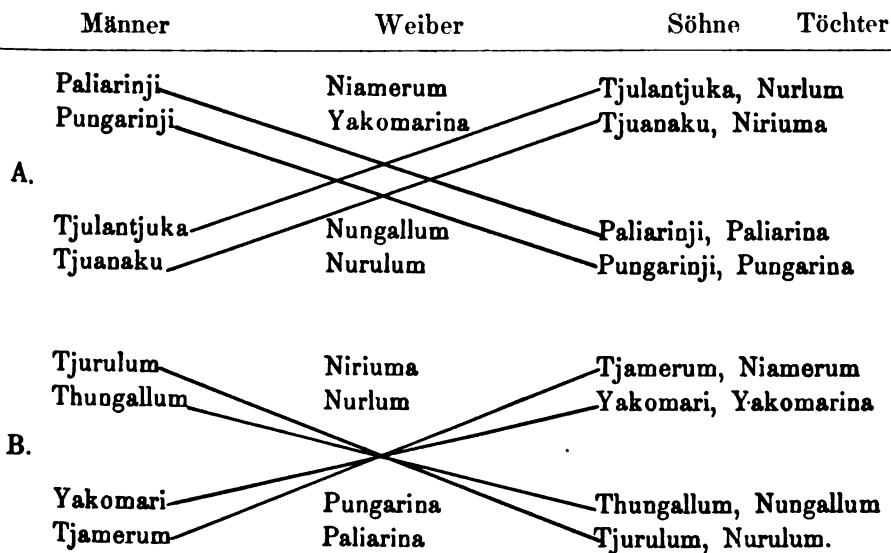 Männer Weiber Söhne Töchter
Paliarinji Niamerum Tjulantjuka, Nurlum
Pungarinji Yakomarina Tjuanaku, Niriuma
A.
Tjulantjuka Nungallum Paliarinji, Paliarina
Tjuanaku Nurulum Pungarinji, Pungarina
Tjurulum Niriuma Tjamerum, Niamerum
Thungallum Nurlum Yakomari, Yakomarina
B.
Yakomari Pungarina Thungallum, Nungallum
Tjamerum Paliarina Tjurulum, Nurulum.